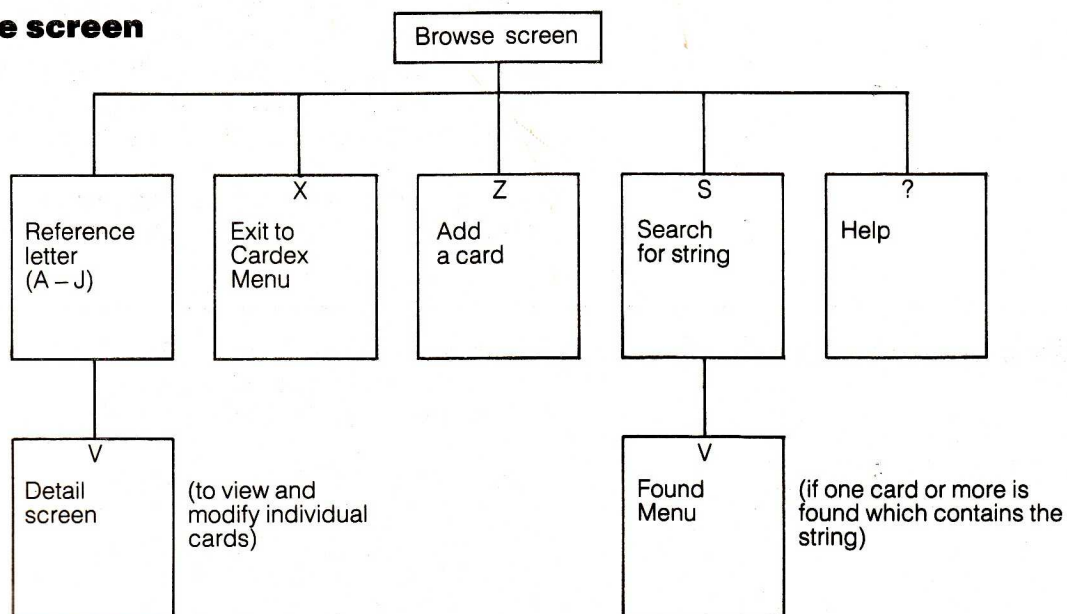 e screen
Browse screen
Reference
letter
(A – J)
X
Exit to
Cardex
Menu
Z
Add
a card
S
Search
for string
?
Help
V
Detail
screen
(to view and
modify individual
cards)
V
Found
Menu
(if one card or more is
found which contains the
string)